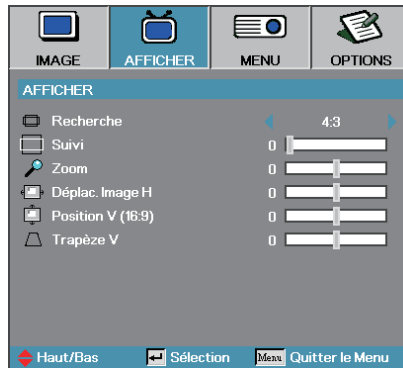 IMAGE AFFICHER MENU OPTIONS
AFFICHER
Recherche 4:3
Suivi 0
Zoom 0
Déplac. Image H 0
Position V (16:9) 0
Trapèze V 0
Haut/Bas Sélection Menu Quitter le Menu